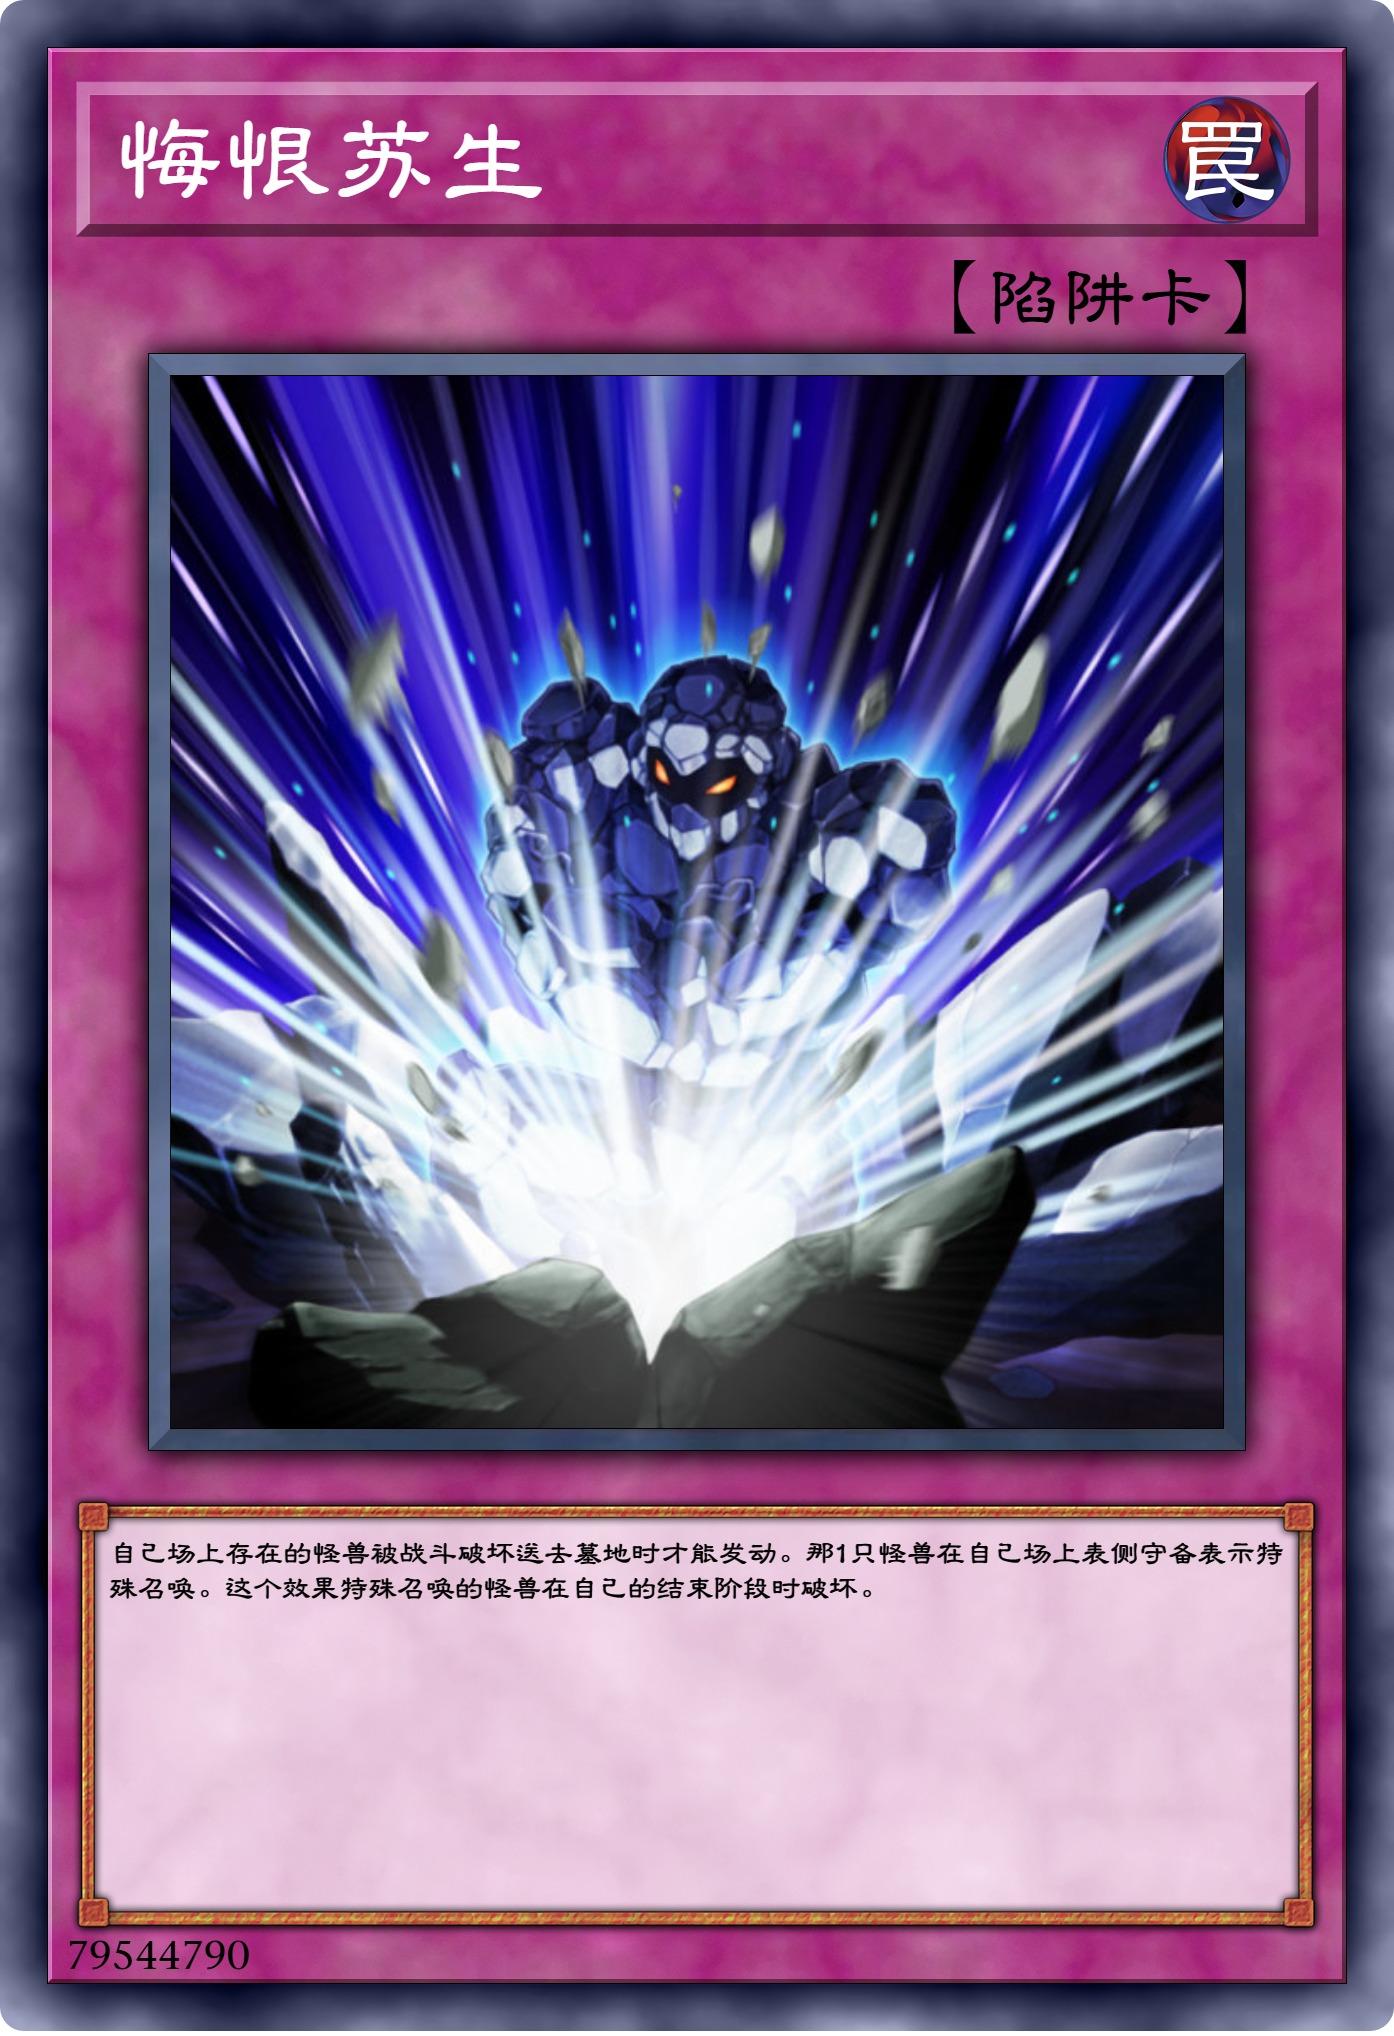 悔恨苏生
罠
【陷阱卡】
自己场上存在的怪兽被战斗破坏送去墓地时才能发动。那1只怪兽在自己场上表侧守备表示特
殊召唤。这个效果特殊召唤的怪兽在自己的结束阶段时破坏。
79544790